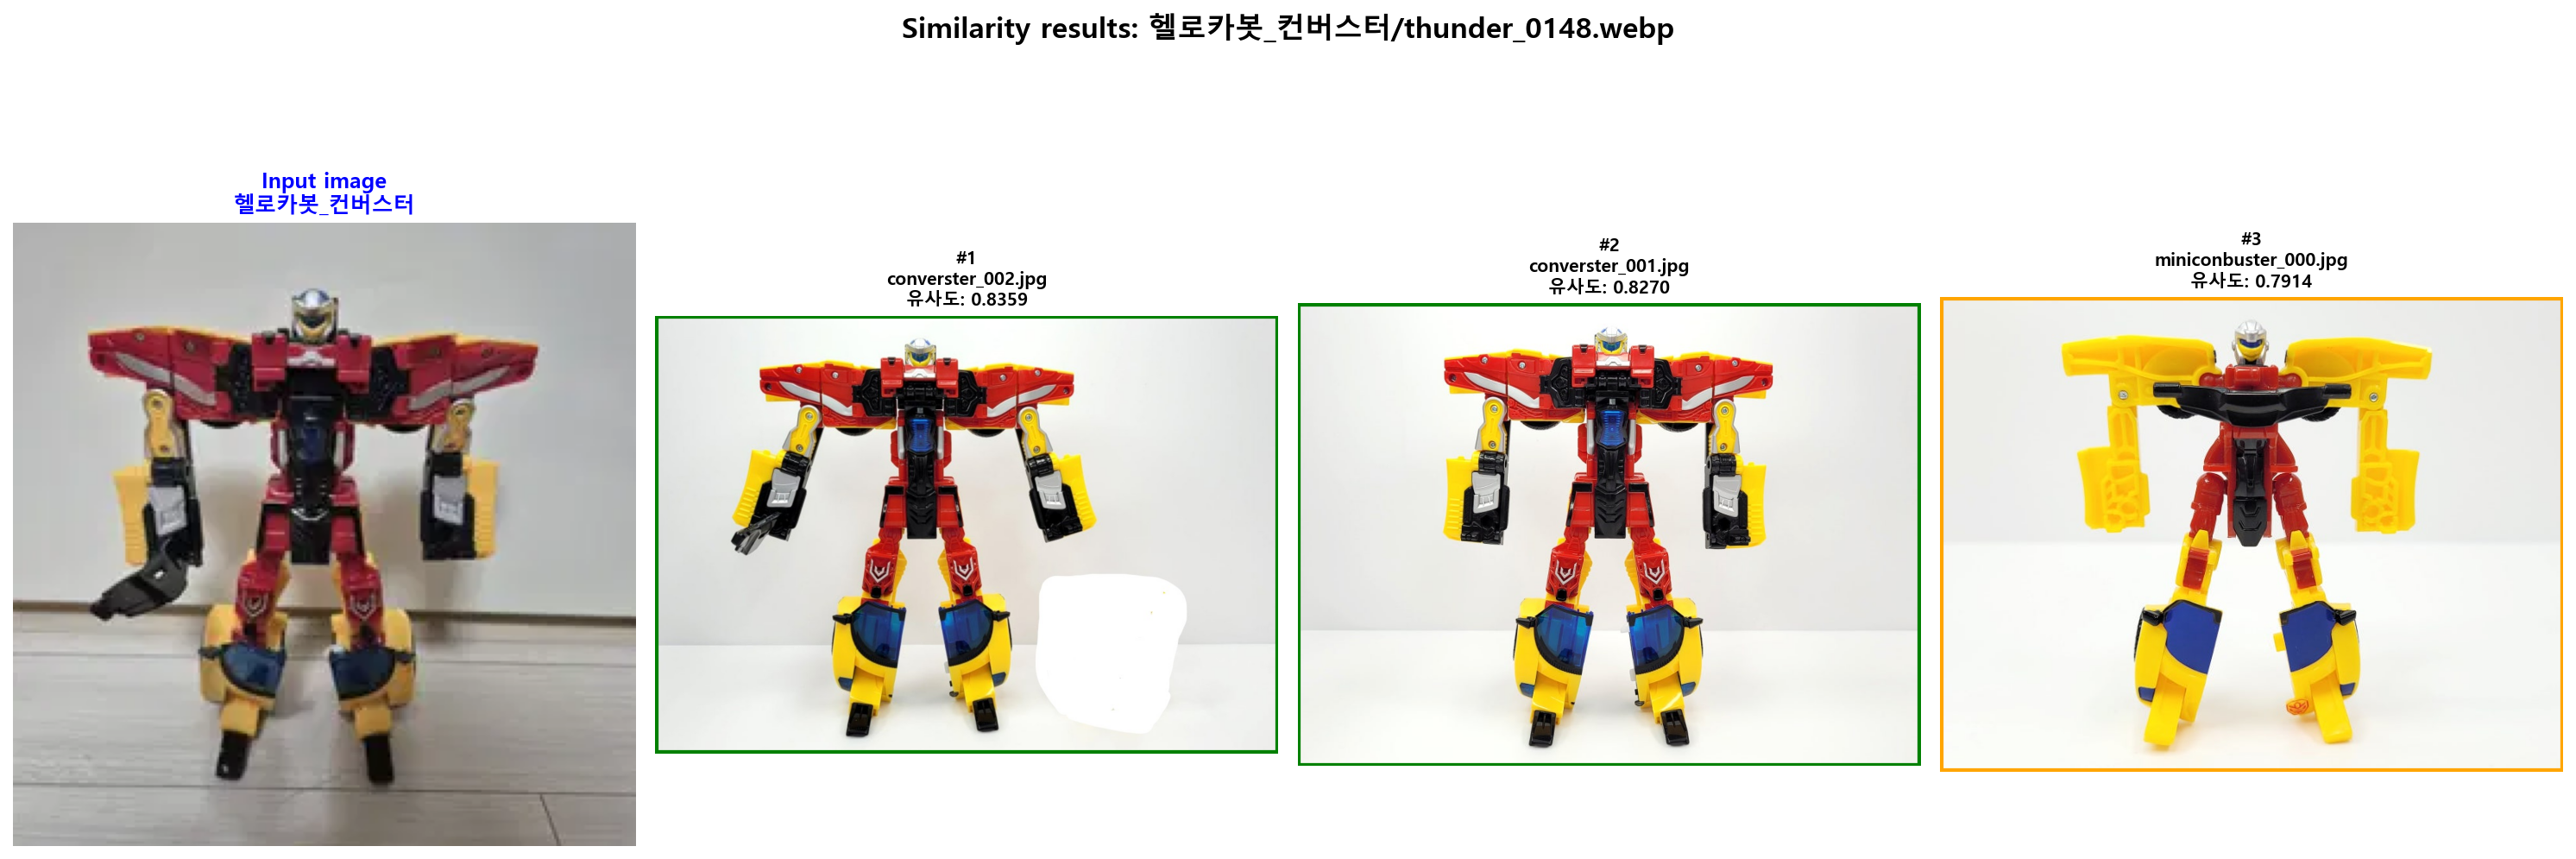 Similarity results: 헬로카봇_컨버스터/thunder_0148.webp
Input image
헬로카봇_컨버스터
#1
converster_002.jpg
유사도: 0.8359
#2
converster_001.jpg
유사도: 0.8270
#3
miniconbuster_000.jpg
유사도: 0.7914